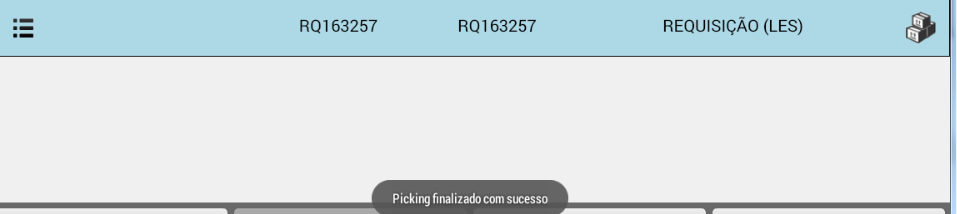 RQ163257 RQ163257 REQUISIÇÃO (LES)
Picking finalizado com sucesso